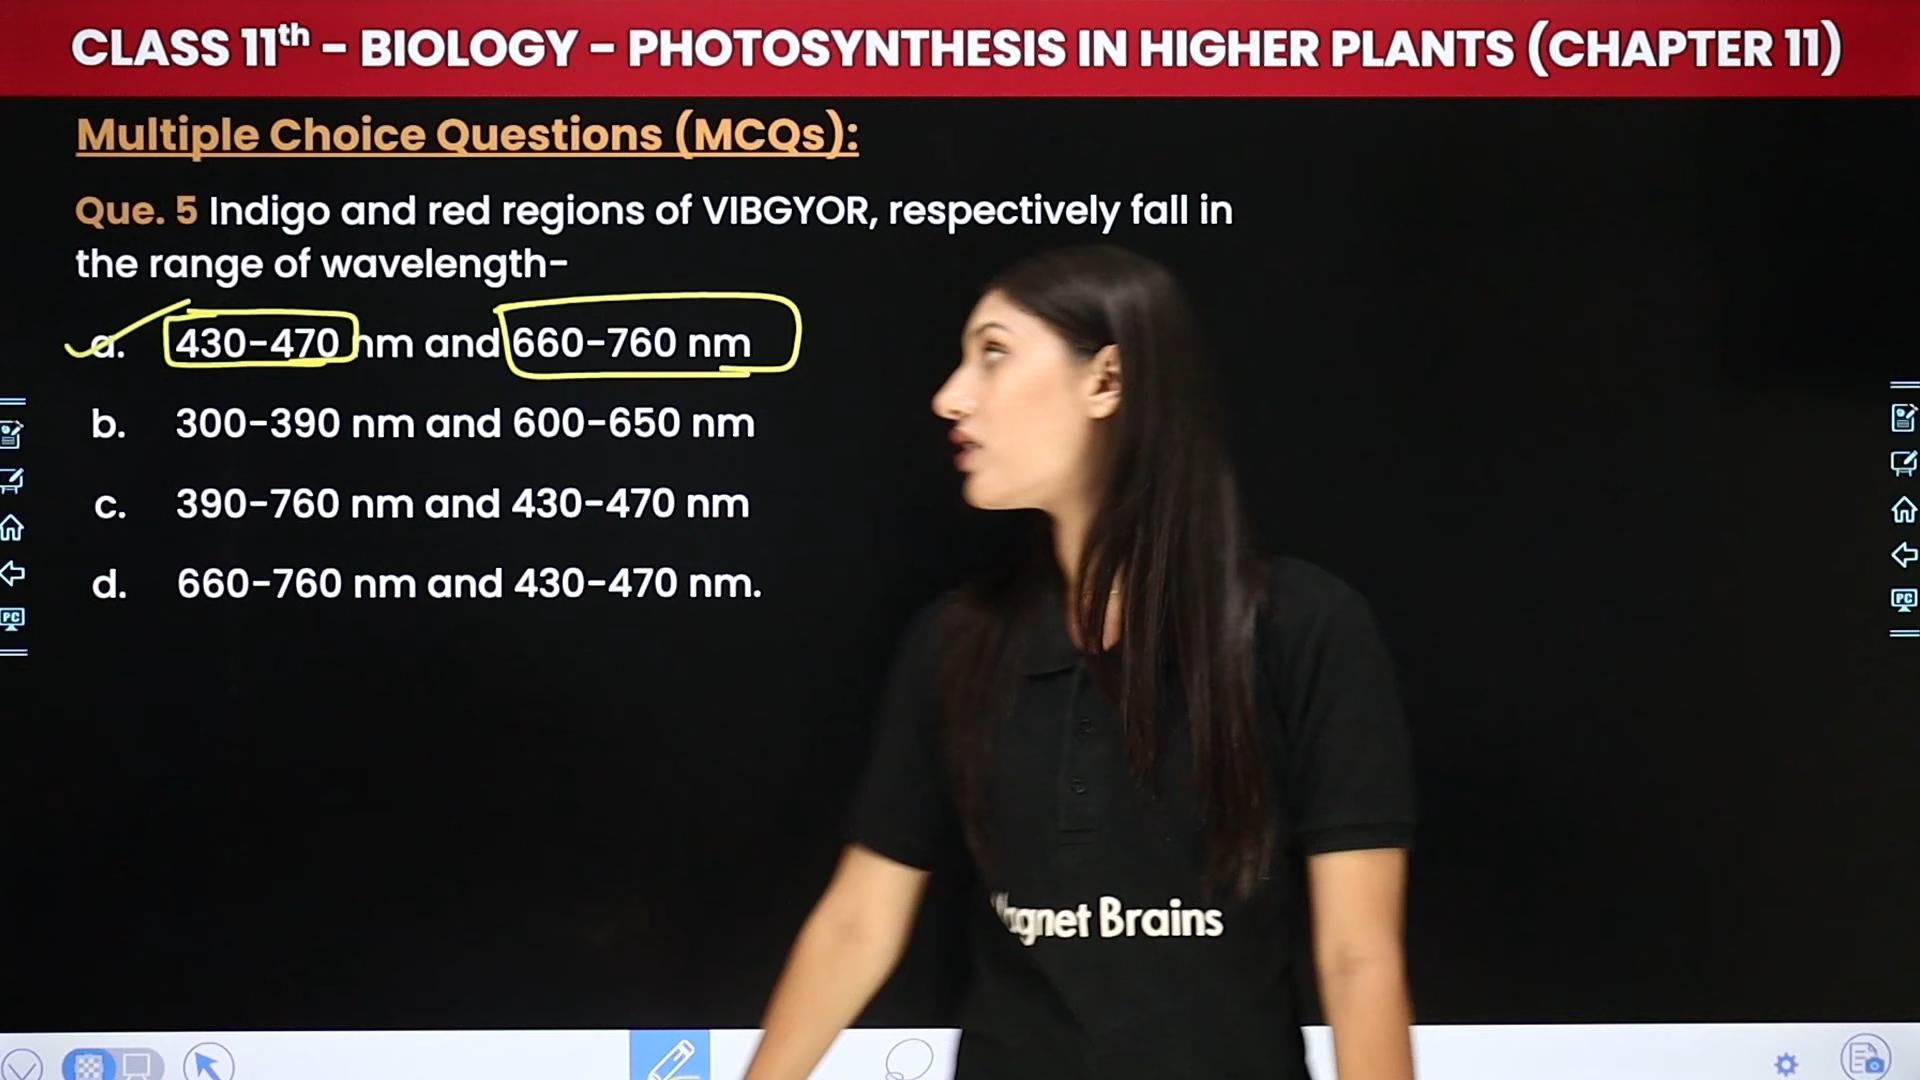 CLASS 11th - BIOLOGY - PHOTOSYNTHESIS IN HIGHER PLANTS (CHAPTER 11)
Multiple Choice Questions (MCQs):
Que. 5 Indigo and red regions of VIBGYOR, respectively fall in
the range of wavelength-
a. 430-470 nm and 660-760 nm
b. 300-390 nm and 600-650 nm
c. 390-760 nm and 430-470 nm
d. 660-760 nm and 430-470 nm.
PC
PC
Brains